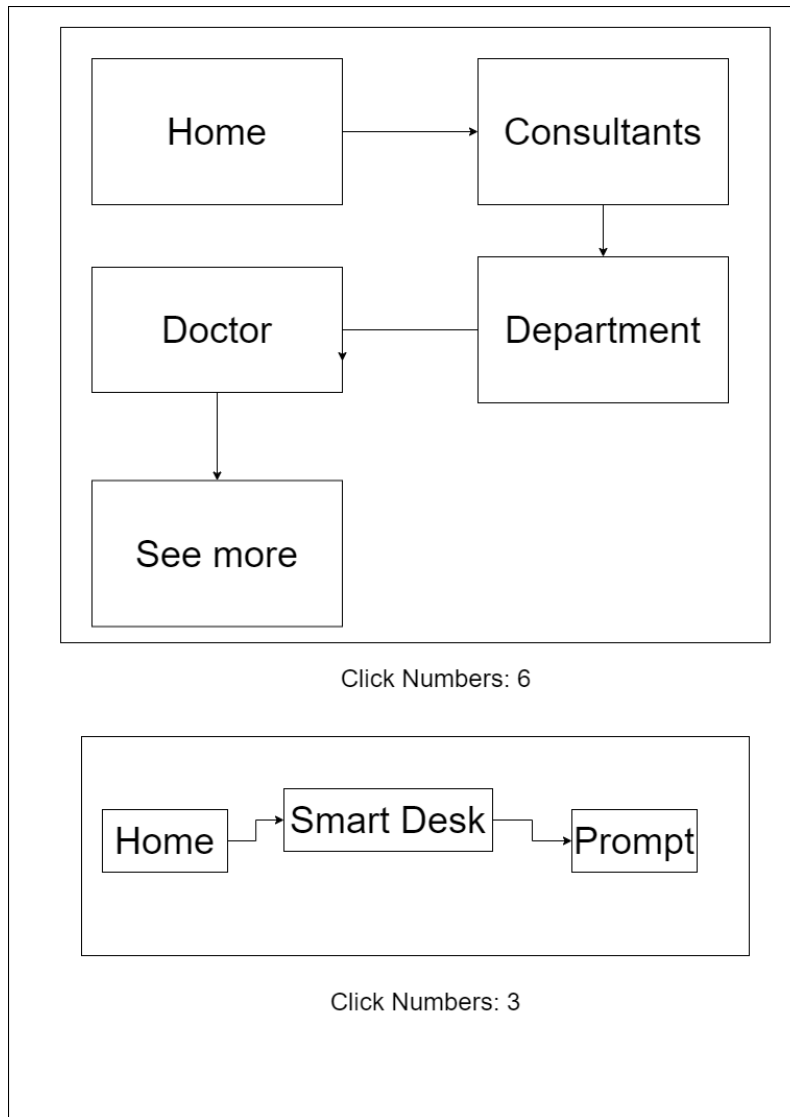 Home
Consultants
Doctor
Department
See more
Click Numbers: 6
Home
Smart Desk
Prompt
Click Numbers: 3